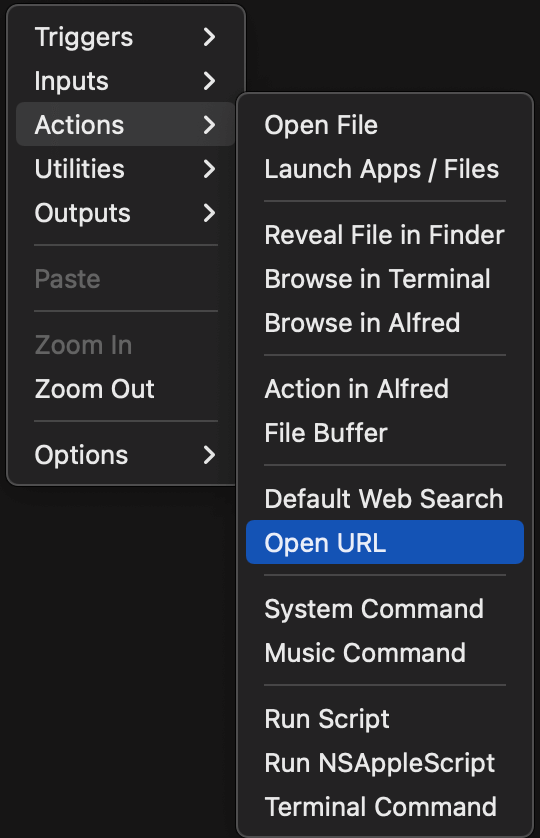 Triggers
Inputs
Actions
Utilities
Outputs
Paste
Zoom In
Zoom Out
Options
Open File
Launch Apps / Files
Reveal File in Finder
Browse in Terminal
Browse in Alfred
Action in Alfred
File Buffer
Default Web Search
Open URL
System Command
Music Command
Run Script
Run NSAppleScript
Terminal Command